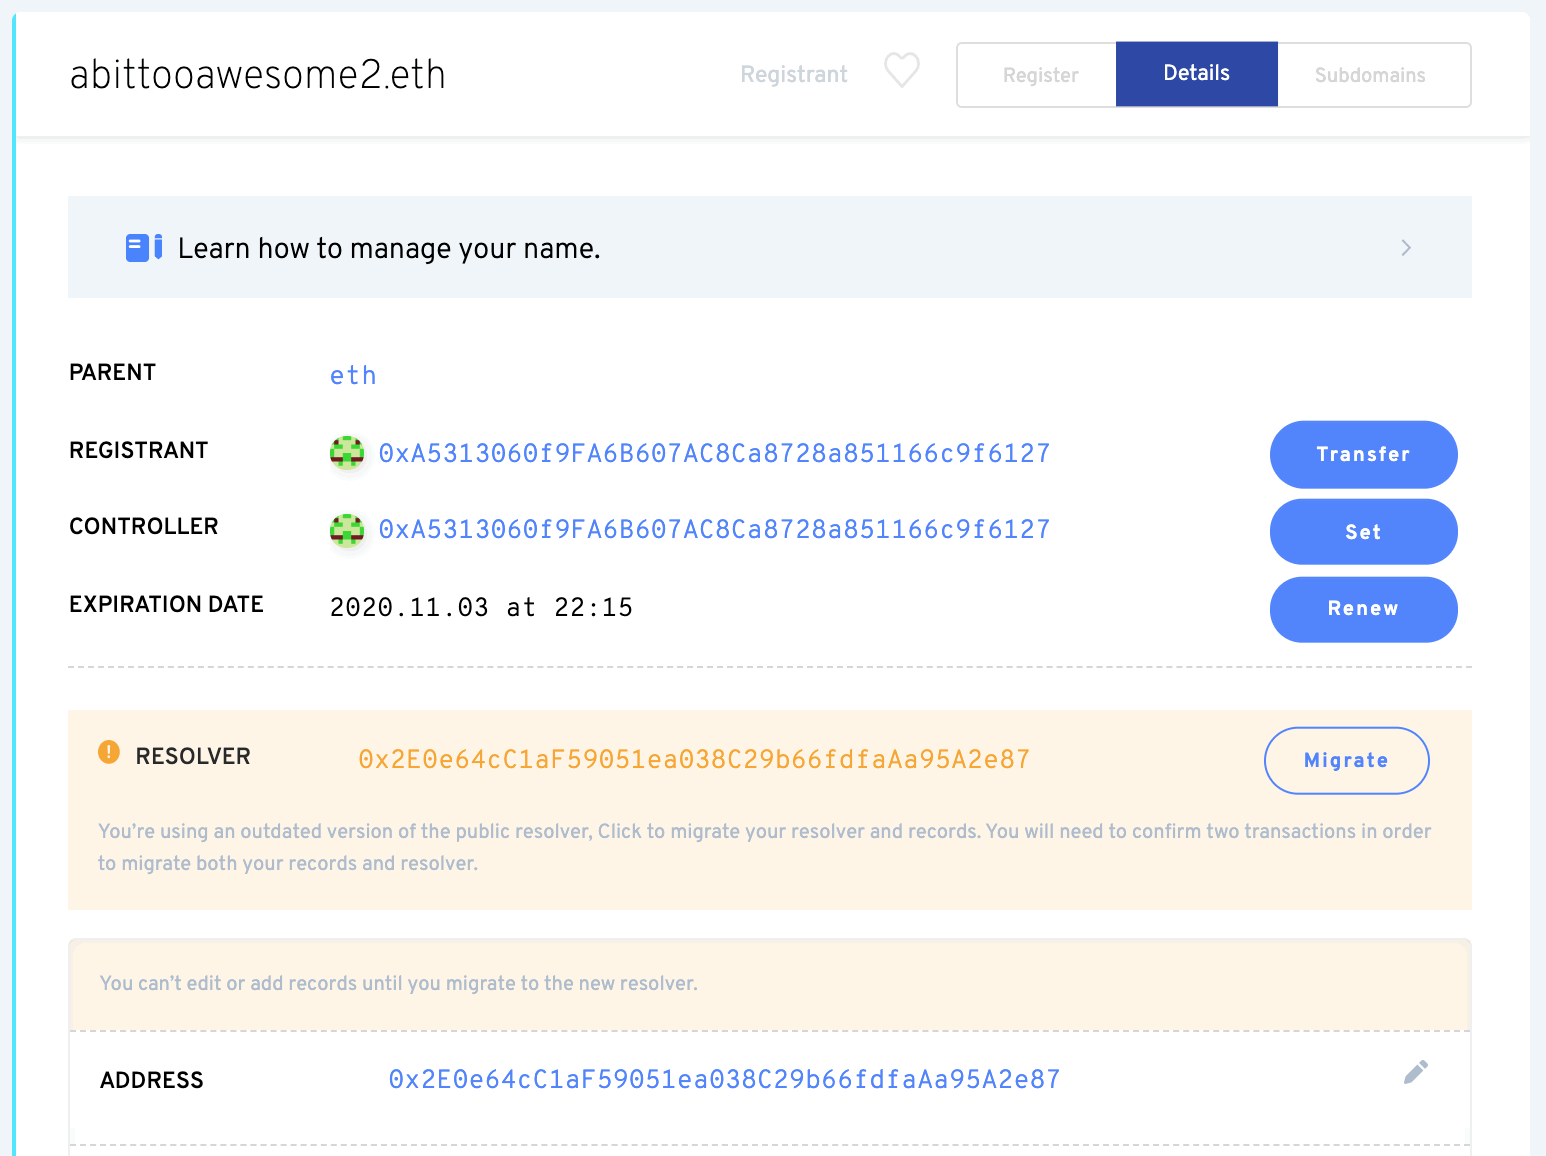 abittooawesome2.eth
Registrant
Register
Details
Subdomains
Learn how to manage your name.
PARENT
eth
REGISTRANT
0xA5313060f9FA6B607AC8Ca8728a851166c9f6127
Transfer
CONTROLLER
0xA5313060f9FA6B607AC8Ca8728a851166c9f6127
Set
EXPIRATION DATE
2020.11.03 at 22:15
Renew
RESOLVER
0x2E0e64cC1aF59051ea038C29b66fdfaAa95A2e87
Migrate
You’re using an outdated version of the public resolver, Click to migrate your resolver and records. You will need to confirm two transactions in order
to migrate both your records and resolver.
You can’t edit or add records until you migrate to the new resolver.
ADDRESS
0x2E0e64cC1aF59051ea038C29b66fdfaAa95A2e87